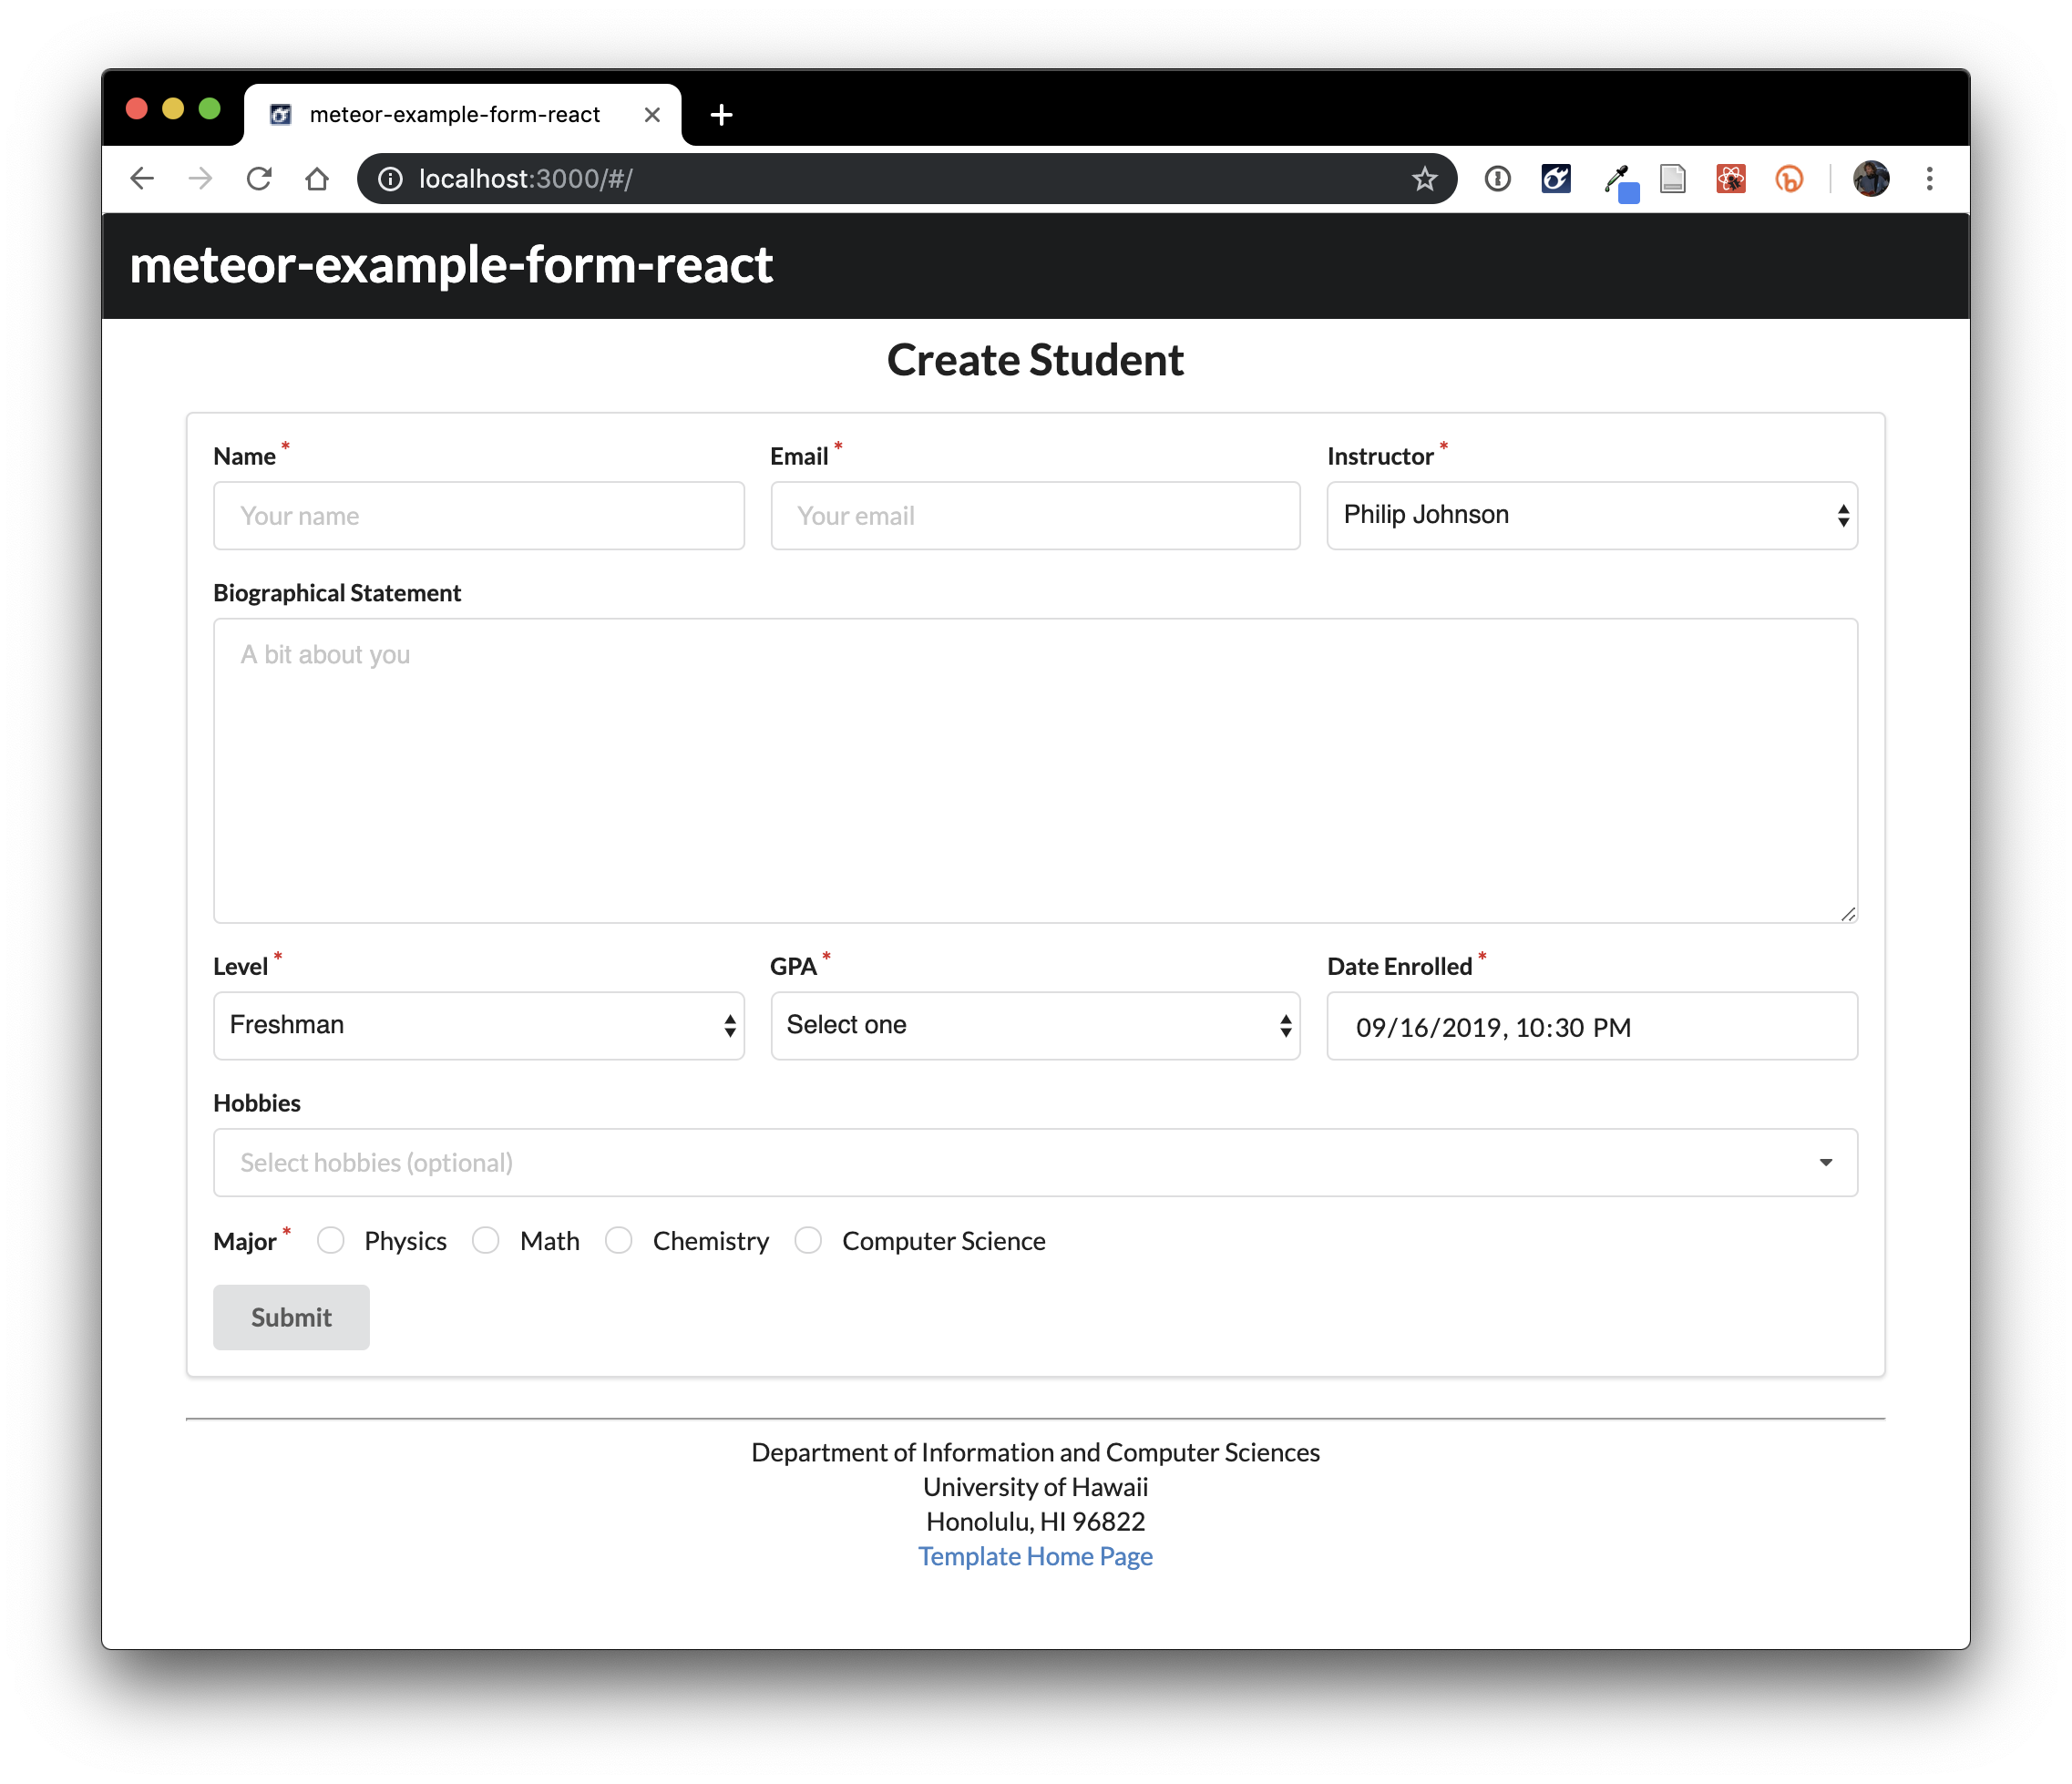 meteor-example-form-react
localhost:3000/#/
meteor-example-form-react
Create Student
Name * Email * Instructor *
Your name Your email Philip Johnson
Biographical Statement
A bit about you
Level * GPA * Date Enrolled *
Freshman Select one 09/16/2019, 10:30 PM
Hobbies
Select hobbies (optional)
Major * Physics Math Chemistry Computer Science
Submit
Department of Information and Computer Sciences
University of Hawaii
Honolulu, HI 96822
Template Home Page